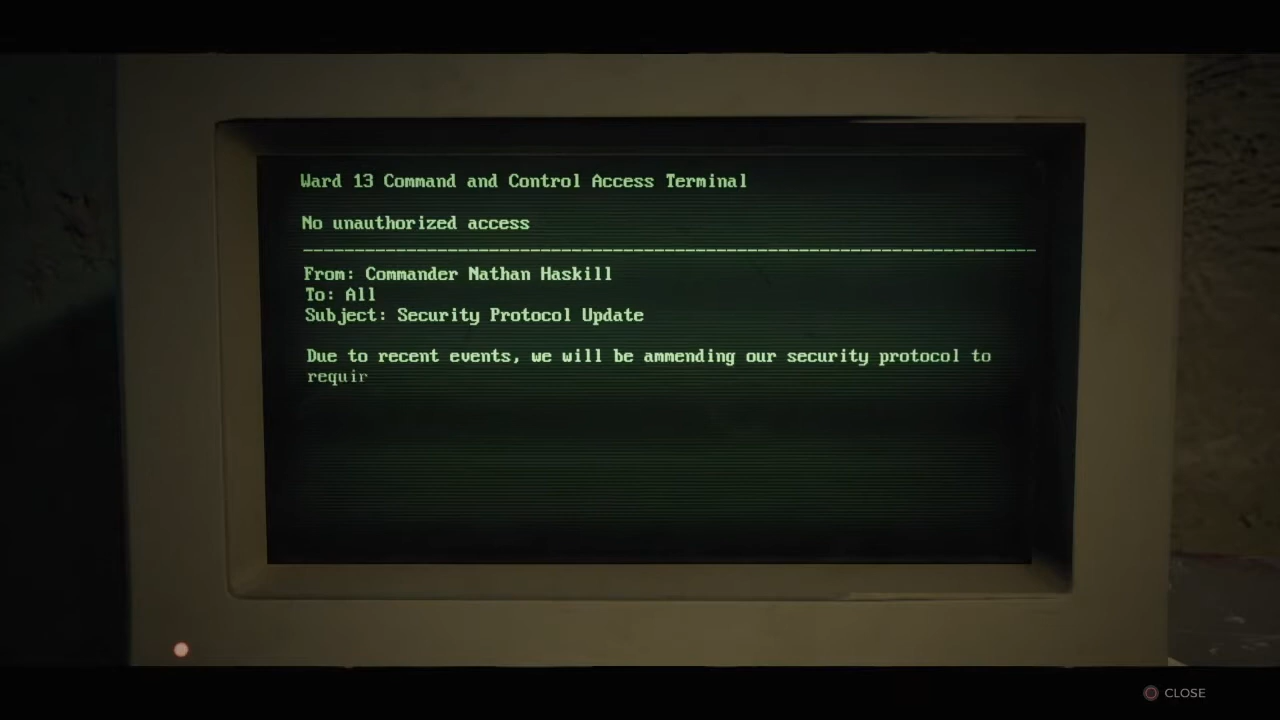 Ward 13 Command and Control Access Terminal
No unauthorized access
From: Commander Nathan Haskill
To: All
Subject: Security Protocol Update
Due to recent events, we will be ammending our security protocol to
requir
CLOSE